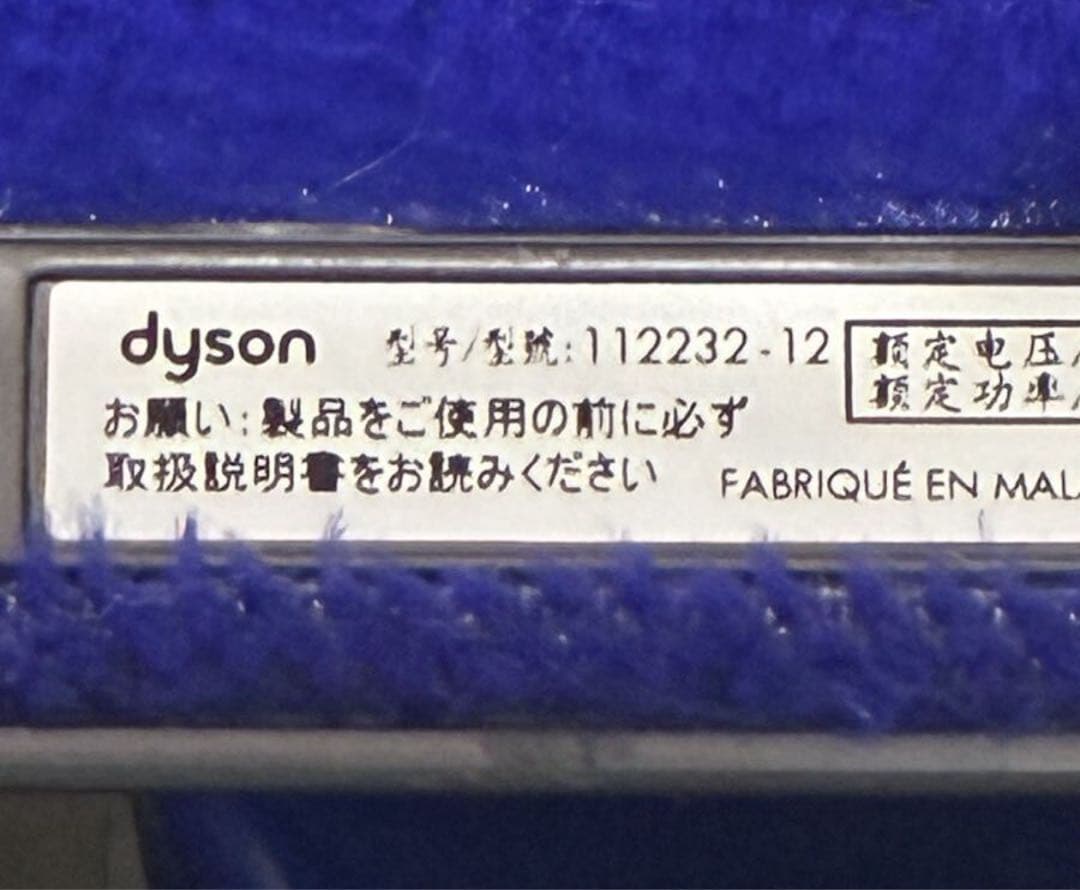 dyson 型号/型號:112232-12
お願い:製品をご使用の前に必ず
取扱説明書をお読みください
额定电压/
额定功率/
FABRIQUÉ EN MAL